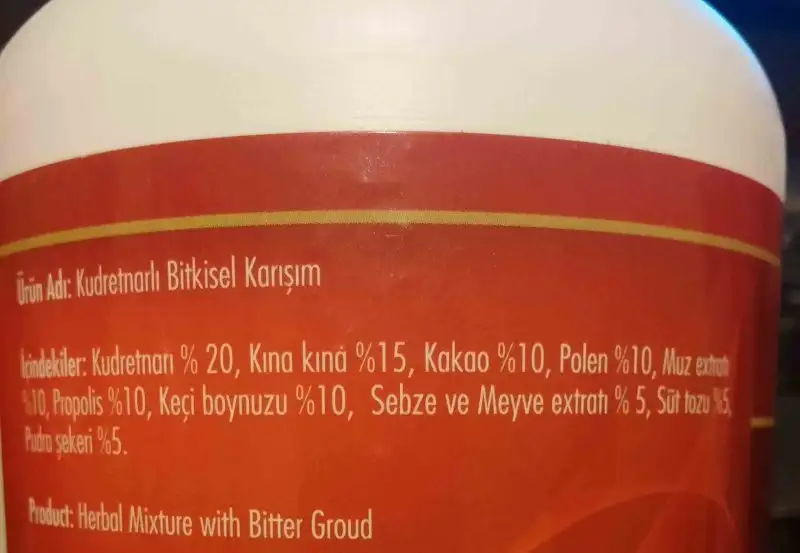 Ürün Adı: Kudretnarlı Bitkisel Karışım
İçindekiler: Kudretnarı % 20, Kına kına %15, Kakao %10, Polen %10, Muz extratı
%10, Propolis %10, Keçi boynuzu %10, Sebze ve Meyve extratı % 5, Süt tozu %5,
Pudra şekeri %5.
Product: Herbal Mixture with Bitter Groud